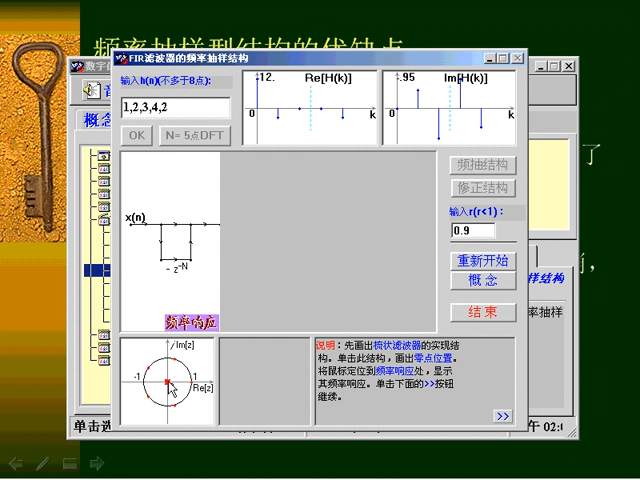 频率抽样型结构的优缺点
数字信
FIR滤波器的频率抽样结构
输入h(n)(不多于8点):
1,2,3,4,2
OK
N= 5点DFT
12.
Re[H(k)]
0
k
.95
Im[H(k)]
0
k
概念
了
频抽结构
修正结构
输入r(r<1):
0.9
重新开始
概 念
结 束
x(n)
- z^-N
频率响应
样结构
率抽样
Im[z]
-1
1
Re[z]
说明:先画出梳状滤波器的实现结
构。单击此结构,画出零点位置。
将鼠标定位到频率响应处,显示
其频率响应。单击下面的>>按钮
继续。
>>
单击选
午 02:0